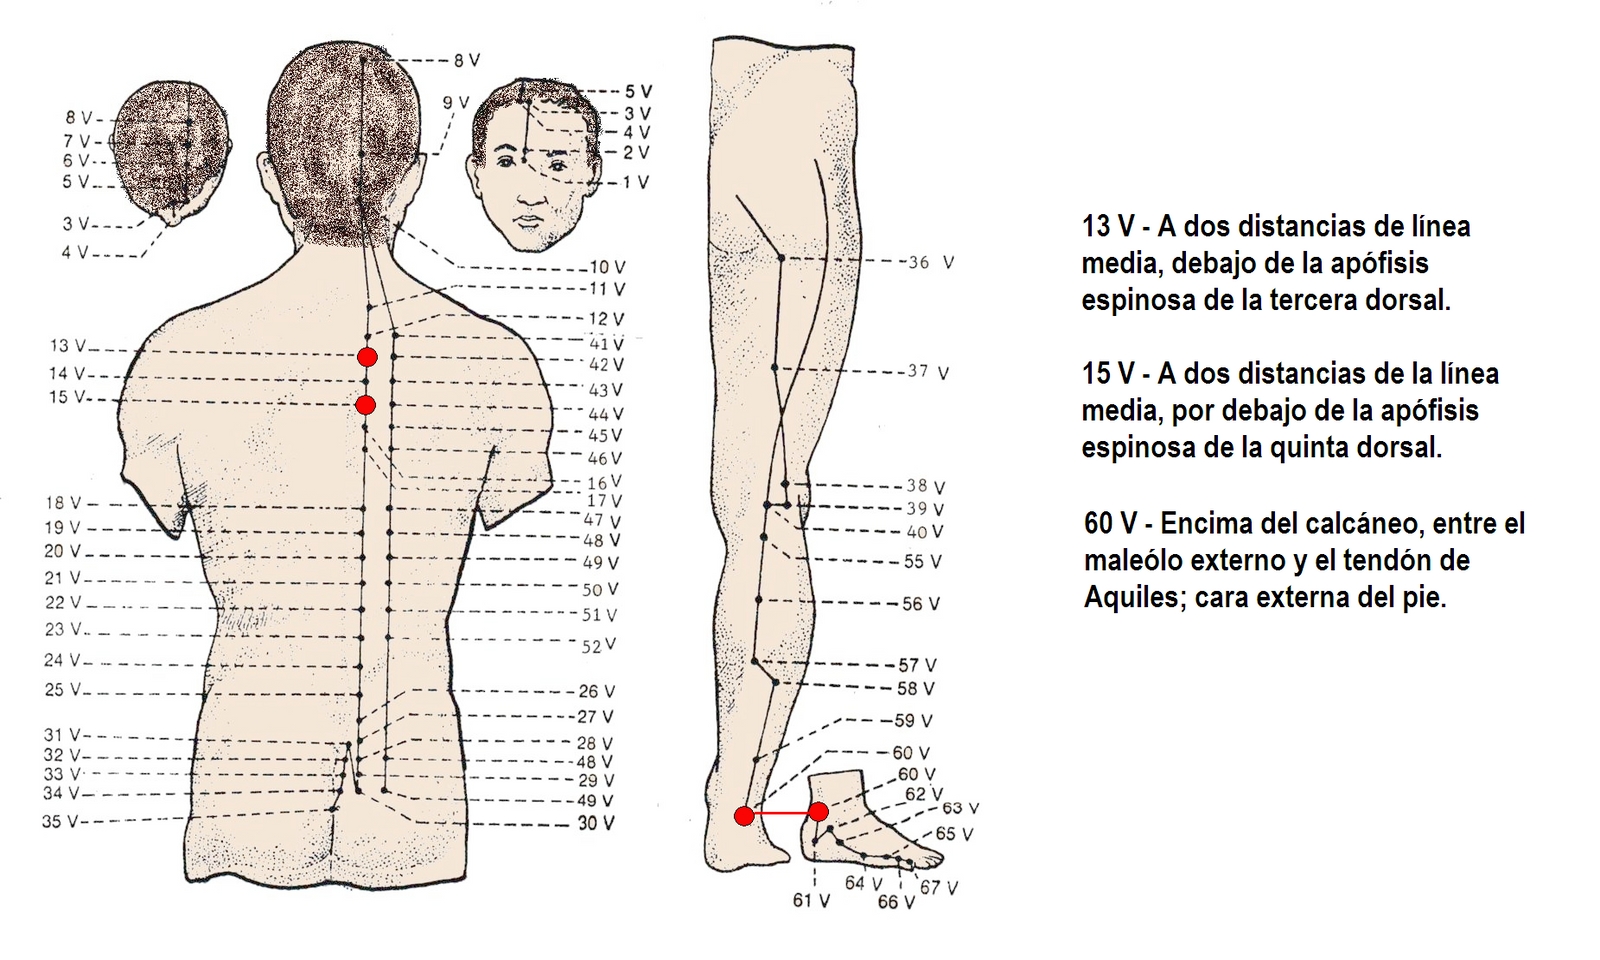 8 V
7 V
6 V
5 V
3 V
4 V
8 V
9 V
5 V
3 V
4 V
2 V
1 V
10 V
11 V
12 V
41 V
42 V
43 V
44 V
45 V
46 V
16 V
17 V
47 V
48 V
49 V
50 V
51 V
52 V
26 V
27 V
28 V
48 V
29 V
49 V
30 V
13 V
14 V
15 V
18 V
19 V
20 V
21 V
22 V
23 V
24 V
25 V
31 V
32 V
33 V
34 V
35 V
36 V
37 V
38 V
39 V
40 V
55 V
56 V
57 V
58 V
59 V
60 V
60 V
62 V
63 V
65 V
67 V
64 V
66 V
61 V
13 V - A dos distancias de línea
media, debajo de la apófisis
espinosa de la tercera dorsal.
15 V - A dos distancias de la línea
media, por debajo de la apófisis
espinosa de la quinta dorsal.
60 V - Encima del calcáneo, entre el
maleólo externo y el tendón de
Aquiles; cara externa del pie.